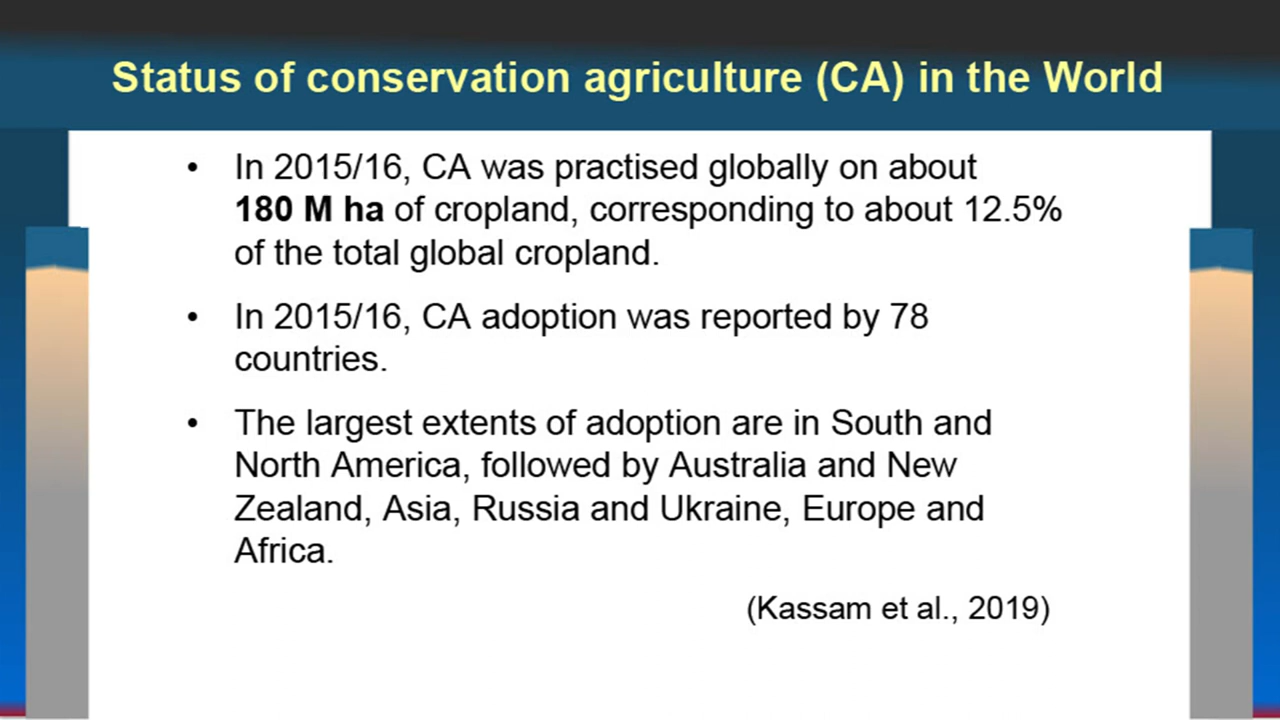 Status of conservation agriculture (CA) in the World
• In 2015/16, CA was practised globally on about
180 M ha of cropland, corresponding to about 12.5%
of the total global cropland.
• In 2015/16, CA adoption was reported by 78
countries.
• The largest extents of adoption are in South and
North America, followed by Australia and New
Zealand, Asia, Russia and Ukraine, Europe and
Africa.
(Kassam et al., 2019)